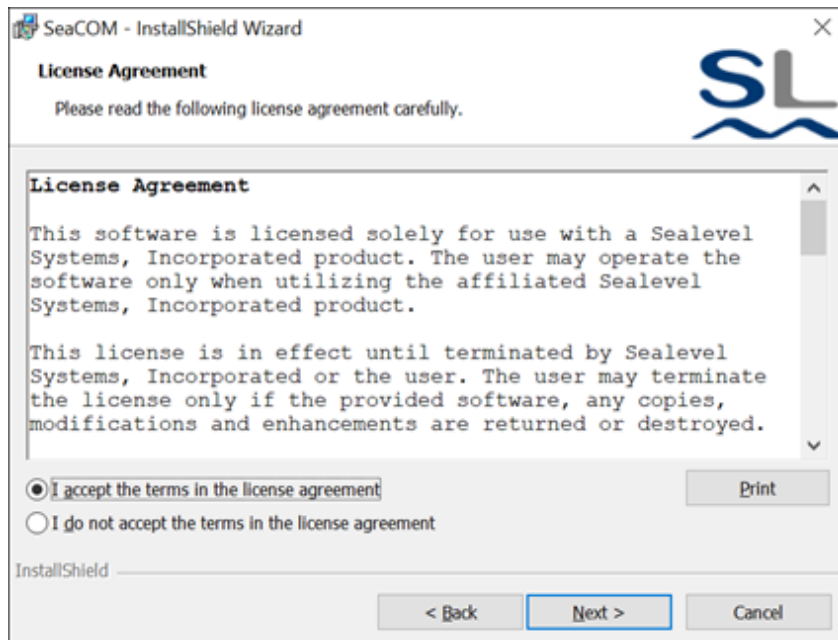 SeaCOM - InstallShield Wizard
License Agreement
Please read the following license agreement carefully.
SL
License Agreement
This software is licensed solely for use with a Sealevel
Systems, Incorporated product. The user may operate the
software only when utilizing the affiliated Sealevel
Systems, Incorporated product.
This license is in effect until terminated by Sealevel
Systems, Incorporated or the user. The user may terminate
the license only if the provided software, any copies,
modifications and enhancements are returned or destroyed.
I accept the terms in the license agreement
Print
I do not accept the terms in the license agreement
InstallShield
< Back
Next >
Cancel